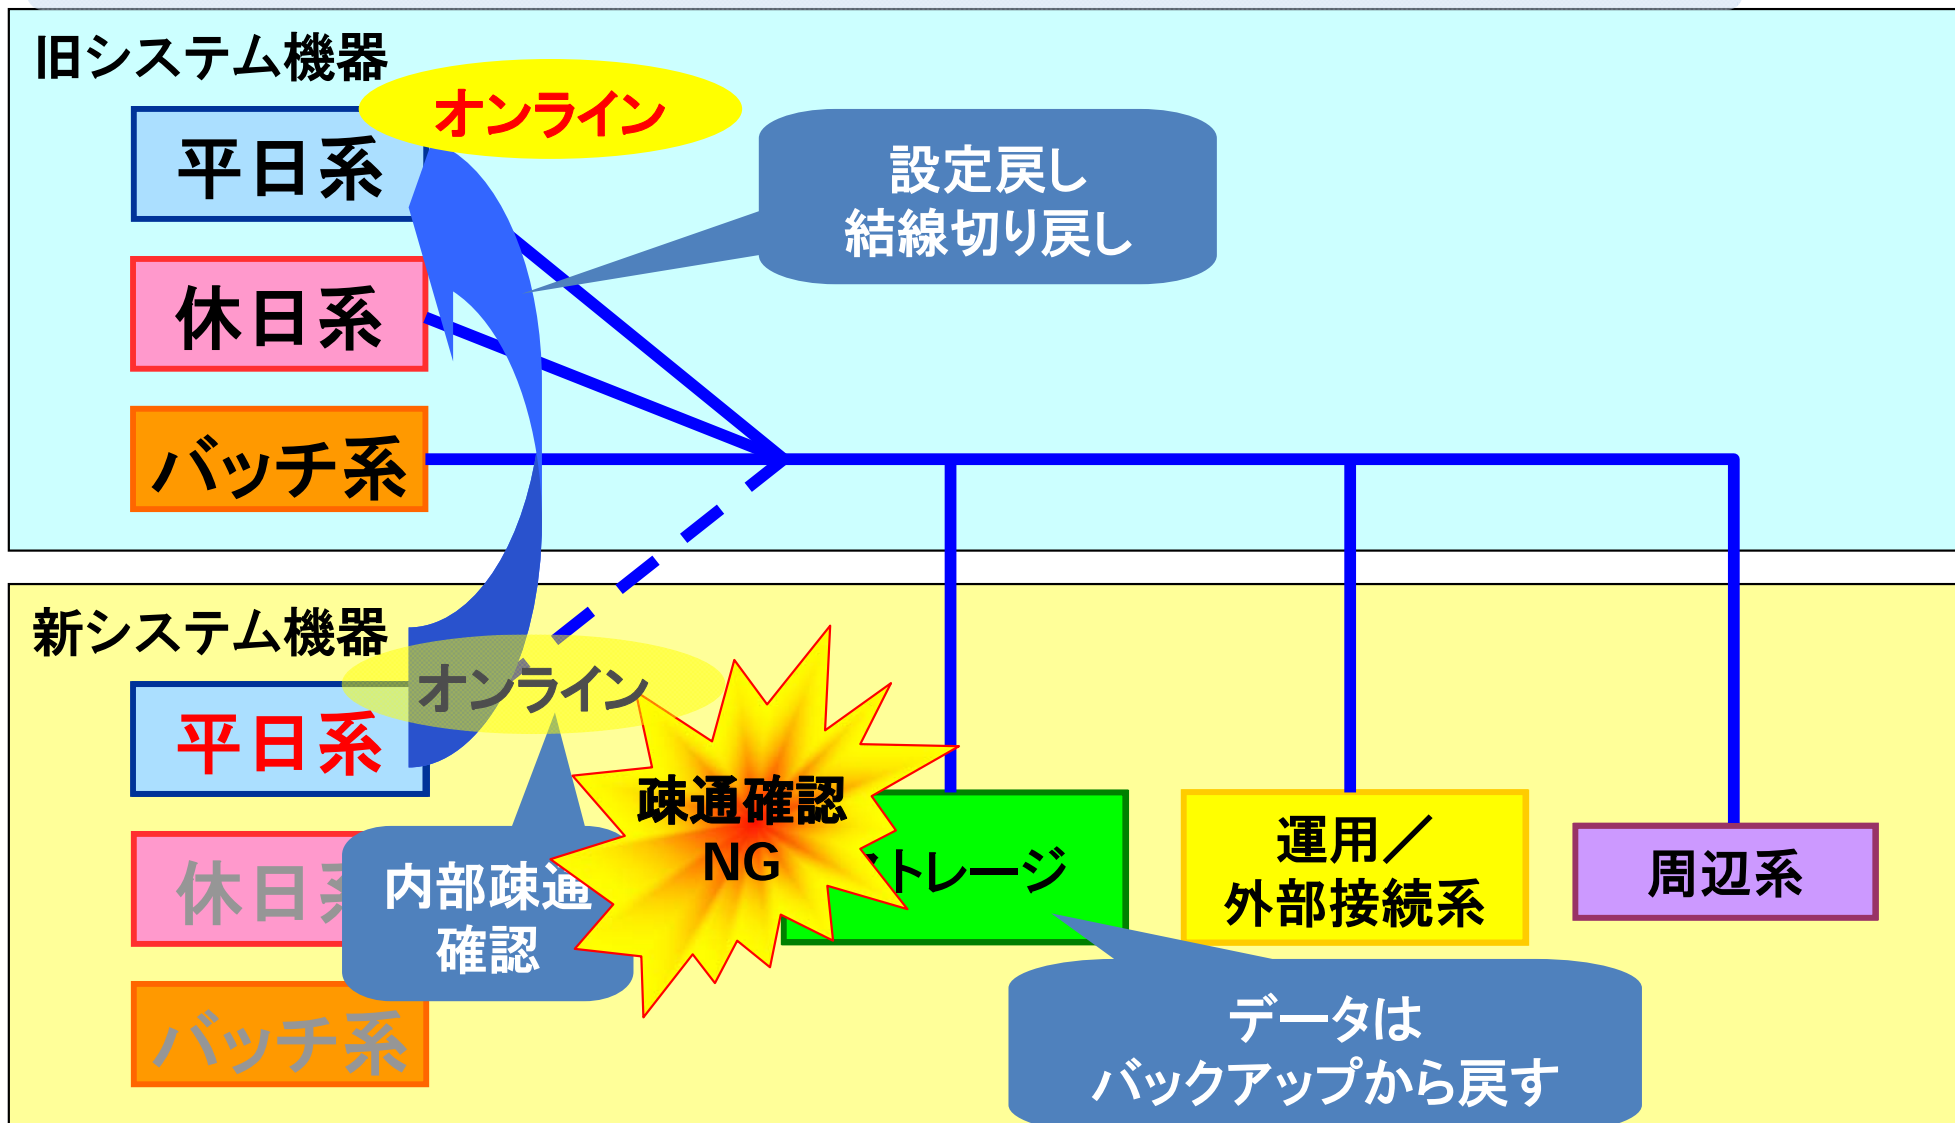 旧システム機器
オンライン
平日系
設定戻し
結線切り戻し
休日系
バッチ系
新システム機器
オンライン
平日系
疎通確認
NG
休日系
内部疎通
確認
ストレージ
運用／
外部接続系
周辺系
バッチ系
データは
バックアップから戻す